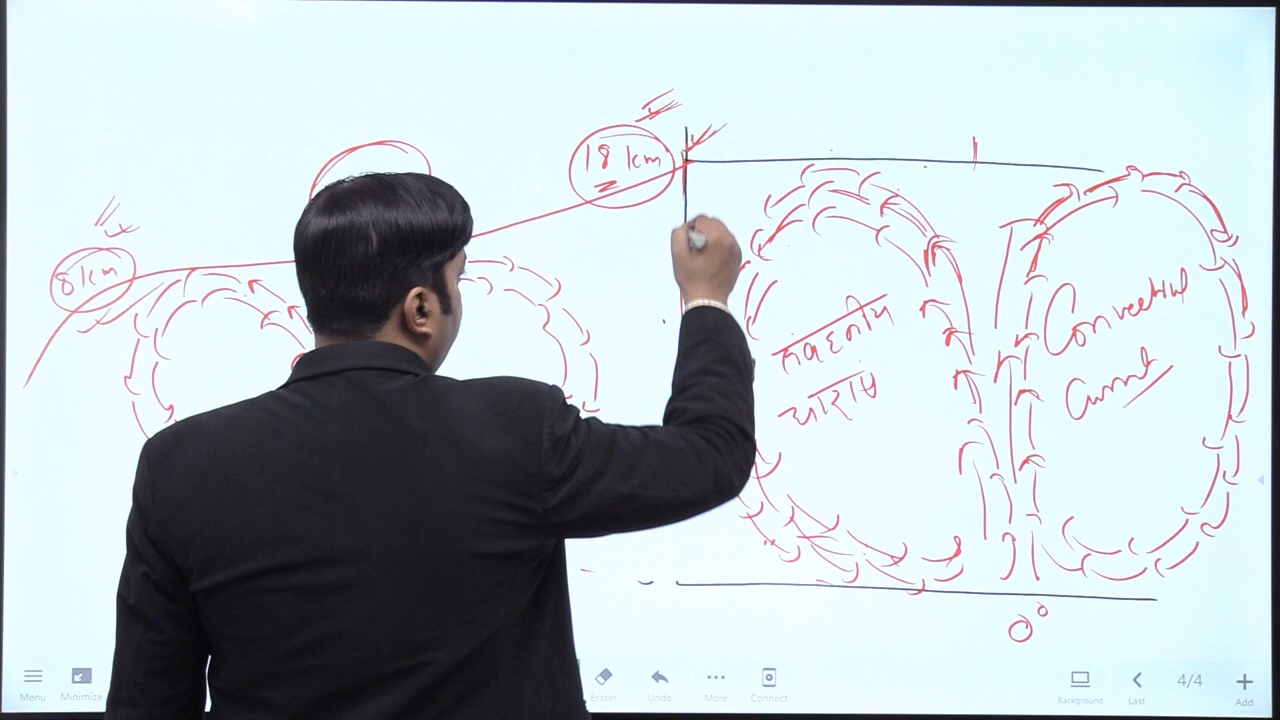 18 km
8 km
संवहनीय
धाराएं
Convectional
Current
0°
Menu
Minimize
Eraser
Undo
More
Connect
Background
Last
4/4
Add